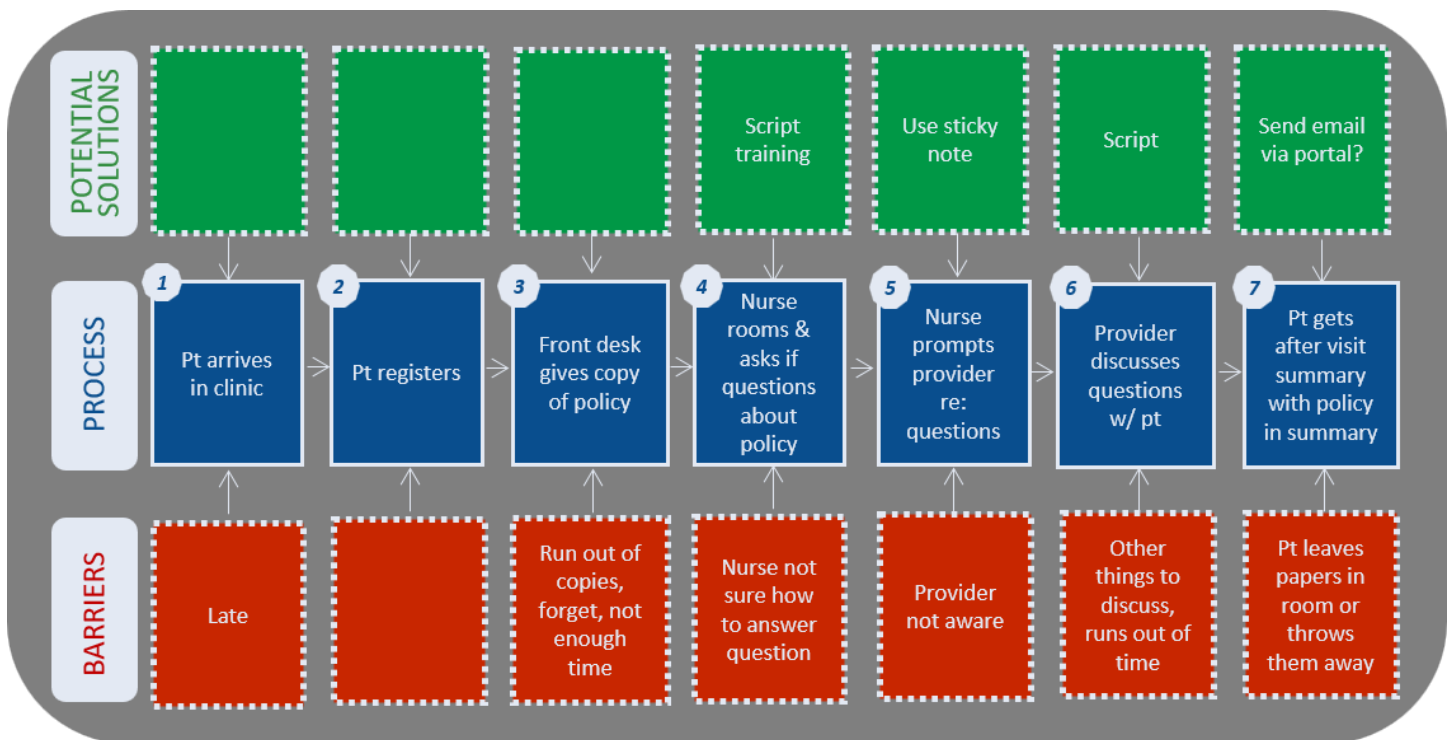 POTENTIAL
SOLUTIONS
Script
training
Use sticky
note
Script
Send email
via portal?
PROCESS
1
Pt arrives
in clinic
2
Pt registers
3
Front desk
gives copy
of policy
4
Nurse
rooms &
asks if
questions
about
policy
5
Nurse
prompts
provider
re:
questions
6
Provider
discusses
questions
w/ pt
7
Pt gets
after visit
summary
with policy
in summary
BARRIERS
Late
Run out of
copies,
forget, not
enough
time
Nurse not
sure how
to answer
question
Provider
not aware
Other
things to
discuss,
runs out of
time
Pt leaves
papers in
room or
throws
them away